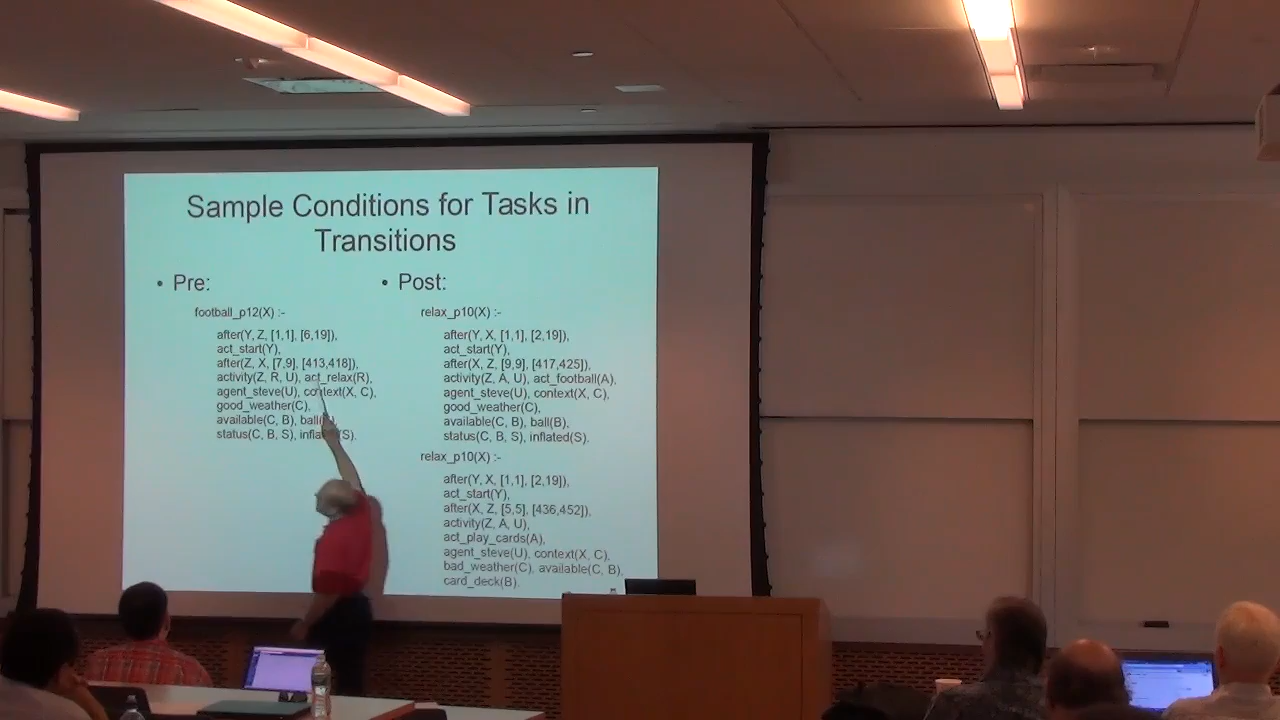 Sample Conditions for Tasks in
Transitions
• Pre:
football_p12(X) :-
after(Y, Z, [1,1], [6,19]),
act_start(Y),
after(Z, X, [7,9], [413,418]),
activity(Z, R, U), act_relax(R),
agent_steve(U), context(X, C),
good_weather(C),
available(C, B),
status(C, B, S),
• Post:
relax_p10(X) :-
after(Y, X, [1,1], [2,19]),
act_start(Y),
after(X, Z, [9,9], [417,425]),
activity(Z, A, U), act_football(A),
agent_steve(U), context(X, C),
good_weather(C),
available(C, B), ball(B),
status(C, B, S), inflated(S).
relax_p10(X) :-
after(Y, X, [1,1], [2,19]),
act_start(Y),
after(X, Z, [5,5], [436,452]),
activity(Z, A, U),
act_play_cards(A),
agent_steve(U), context(X, C),
bad_weather(C), available(C, B),
card_deck(B).